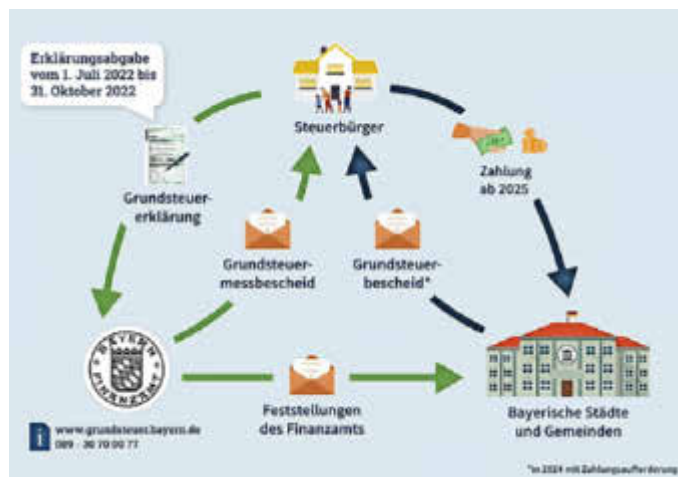 Erklärungsabgabe
vom 1. Juli 2022 bis
31. Oktober 2022
Steuerbürger
Grundsteuer-
erklärung
Zahlung
ab 2025
Grundsteuer-
messbescheid
Grundsteuer-
bescheid*
BAYERN
FINANZAMT
Feststellungen
des Finanzamts
Bayerische Städte
und Gemeinden
i www.grundsteuer.bayern.de
089 - 30 70 00 77
*in 2024 mit Zahlungsaufforderung